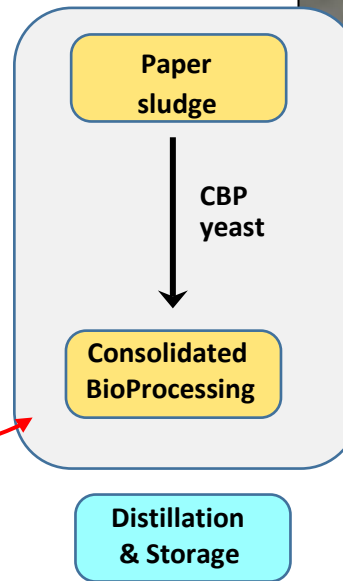 Paper
sludge
CBP
yeast
Consolidated
BioProcessing
Distillation
& Storage